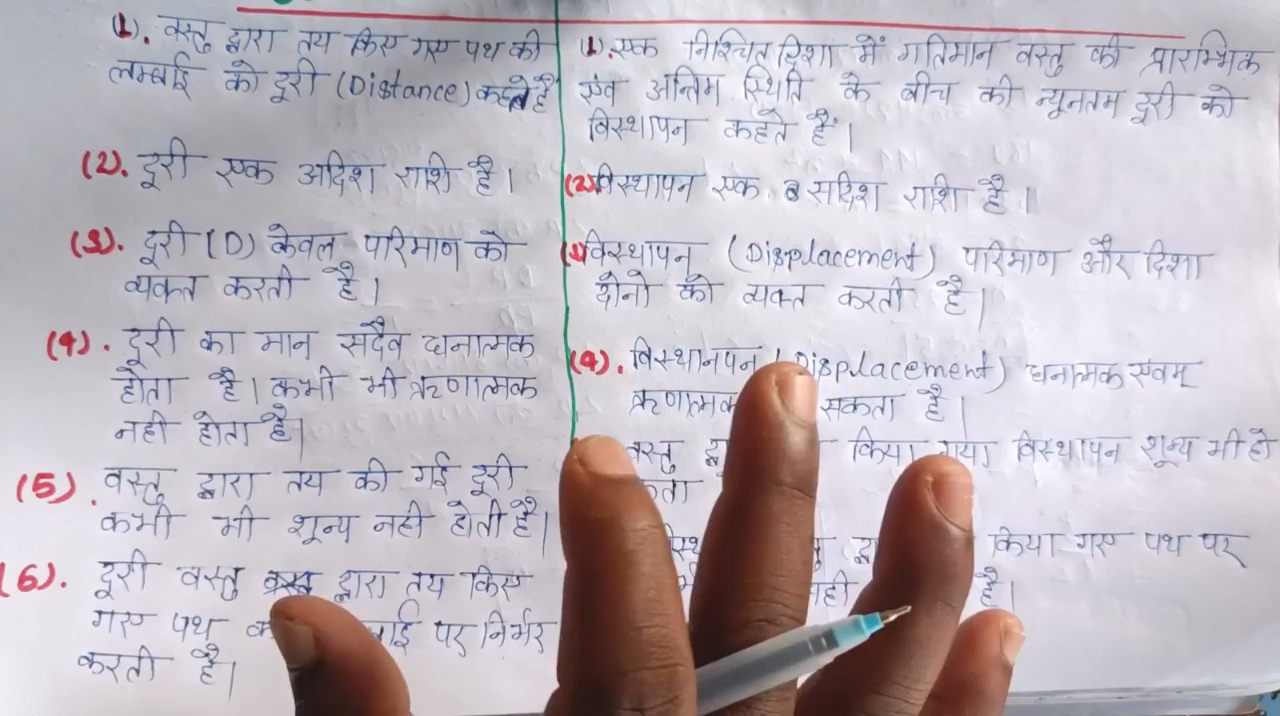 (1). वस्तु द्वारा तय किए गए पथ की
लम्बाई को दूरी (Distance) कहते हैं
(2). दूरी एक अदिश राशि है।
(3). दूरी (D) केवल परिमाण को
व्यक्त करती है।
(4). दूरी का मान सदैव धनात्मक
होता है। कभी भी ऋणात्मक
नही होता है।
(5). वस्तु द्वारा तय की गई दूरी
कभी भी शून्य नही होती है।
(6). दूरी वस्तु द्वारा तय किए
गए पथ पर निर्भर
करती है।
(1). एक निश्चित दिशा में गतिमान वस्तु की प्रारम्भिक
एंव अन्तिम स्थिति के बीच की न्यूनतम दूरी को
विस्थापन कहते हैं।
(2) विस्थापन एक सदिश राशि है।
(3) विस्थापन (Displacement) परिमाण और दिशा
दोनो को व्यक्त करती है।
(4). विस्थानपन (Displacement) धनात्मक एवम्
ऋणात्मक सकता है।
वस्तु किया गया विस्थापन शून्य भी हो
किया गए पथ पर
है।